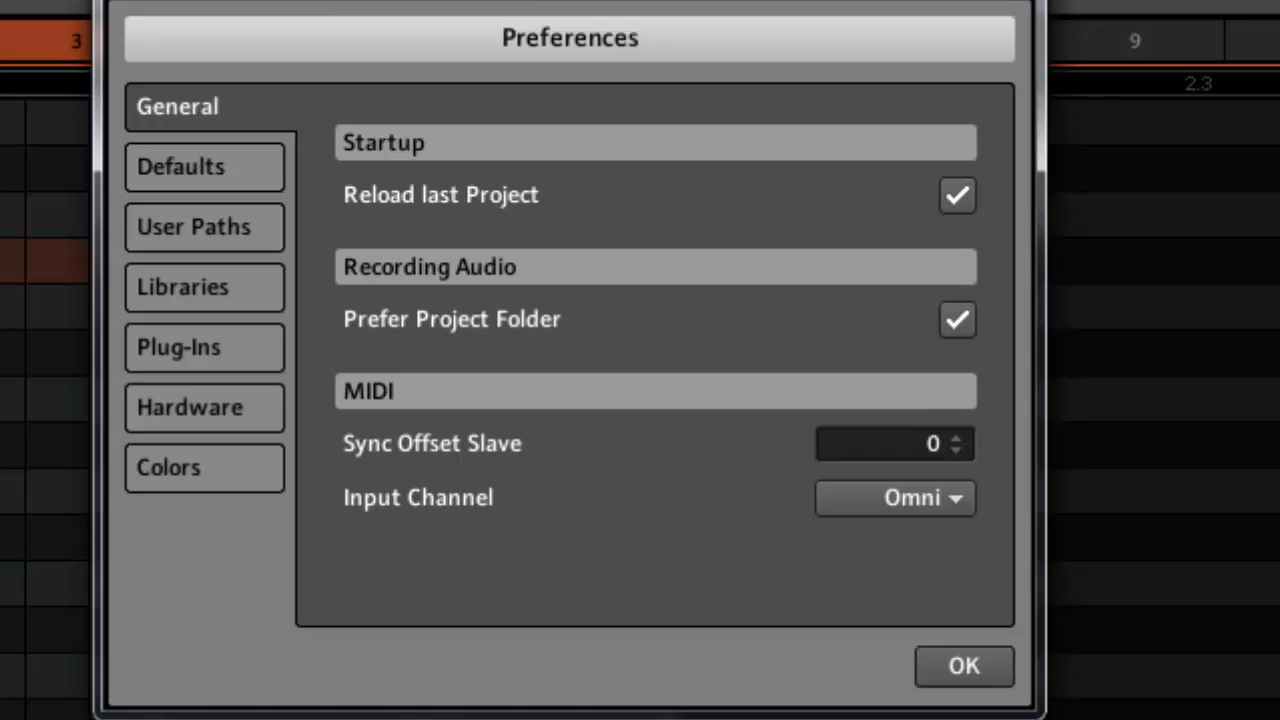 Preferences
3
9
2.3
General
Defaults
User Paths
Libraries
Plug-Ins
Hardware
Colors
Startup
Reload last Project
Recording Audio
Prefer Project Folder
MIDI
Sync Offset Slave 0
Input Channel Omni
OK